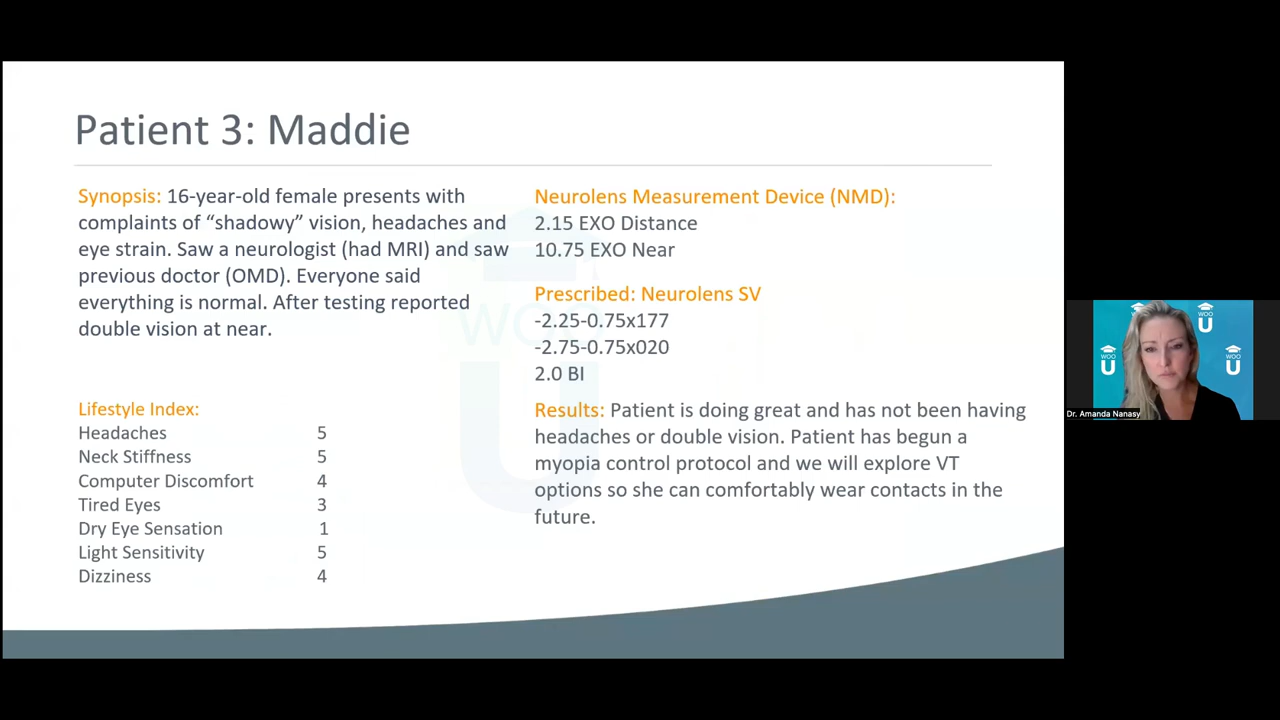 Patient 3: Maddie
Synopsis: 16-year-old female presents with
complaints of “shadowy” vision, headaches and
eye strain. Saw a neurologist (had MRI) and saw
previous doctor (OMD). Everyone said
everything is normal. After testing reported
double vision at near.
Lifestyle Index:
Headaches 5
Neck Stiffness 5
Computer Discomfort 4
Tired Eyes 3
Dry Eye Sensation 1
Light Sensitivity 5
Dizziness 4
Neurolens Measurement Device (NMD):
2.15 EXO Distance
10.75 EXO Near
Prescribed: Neurolens SV
-2.25-0.75x177
-2.75-0.75x020
2.0 BI
Results: Patient is doing great and has not been having
headaches or double vision. Patient has begun a
myopia control protocol and we will explore VT
options so she can comfortably wear contacts in the
future.
WOO
U
WOO
U
WOO
U
WOO
U
Dr. Amanda Nanasy